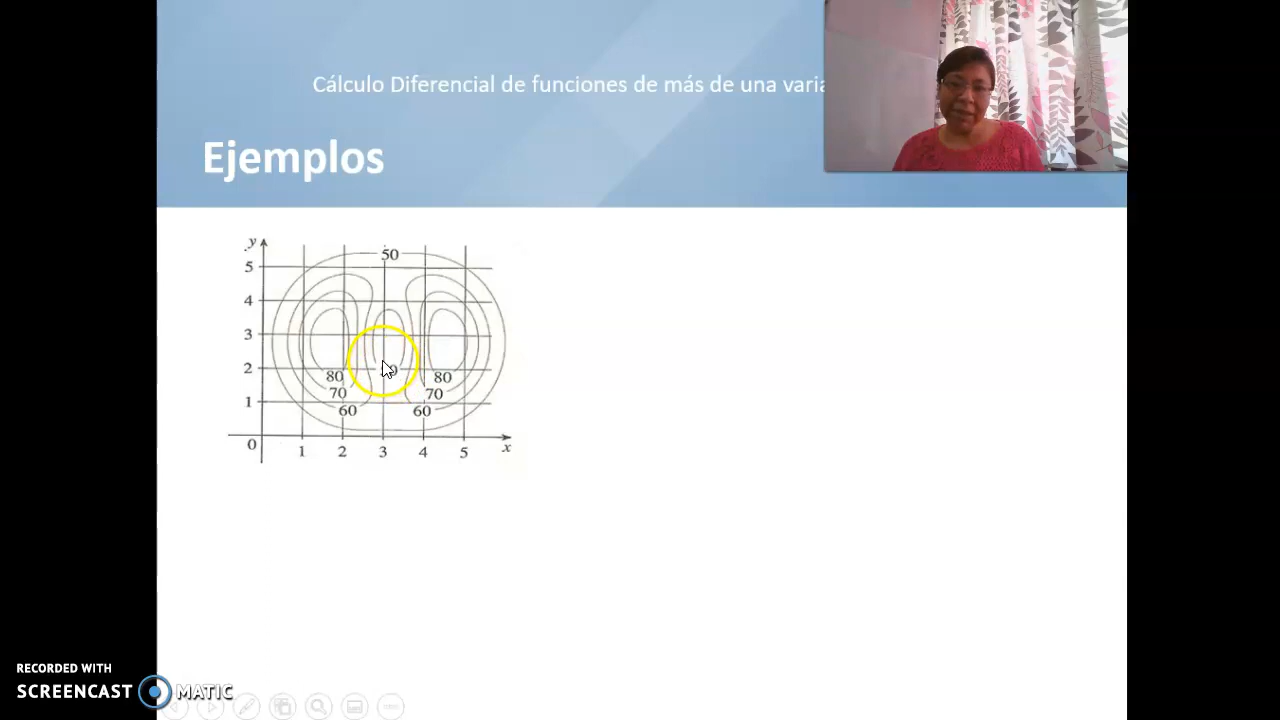 Cálculo Diferencial de funciones de más de una
Ejemplos
y
50
5
4
3
2
80
80
70
70
1
60
60
0
1 2 3 4 5 x
RECORDED WITH
SCREENCAST MATIC